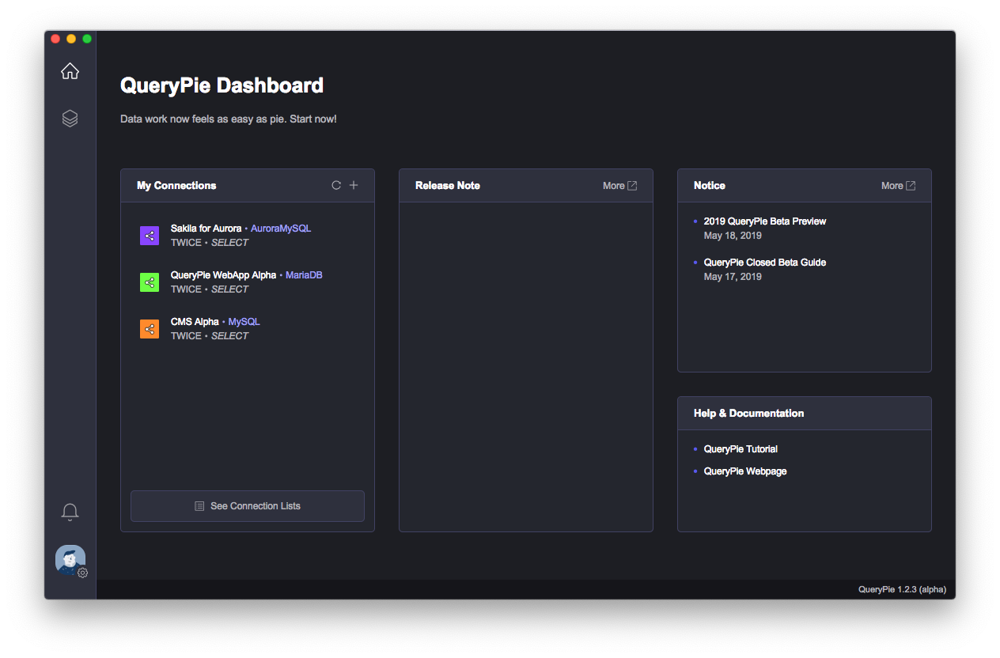 QueryPie Dashboard
Data work now feels as easy as pie. Start now!
My Connections
Sakila for Aurora • AuroraMySQL
TWICE • SELECT
QueryPie WebApp Alpha • MariaDB
TWICE • SELECT
CMS Alpha • MySQL
TWICE • SELECT
See Connection Lists
Release Note
More
Notice
More
• 2019 QueryPie Beta Preview
May 18, 2019
• QueryPie Closed Beta Guide
May 17, 2019
Help & Documentation
• QueryPie Tutorial
• QueryPie Webpage
QueryPie 1.2.3 (alpha)